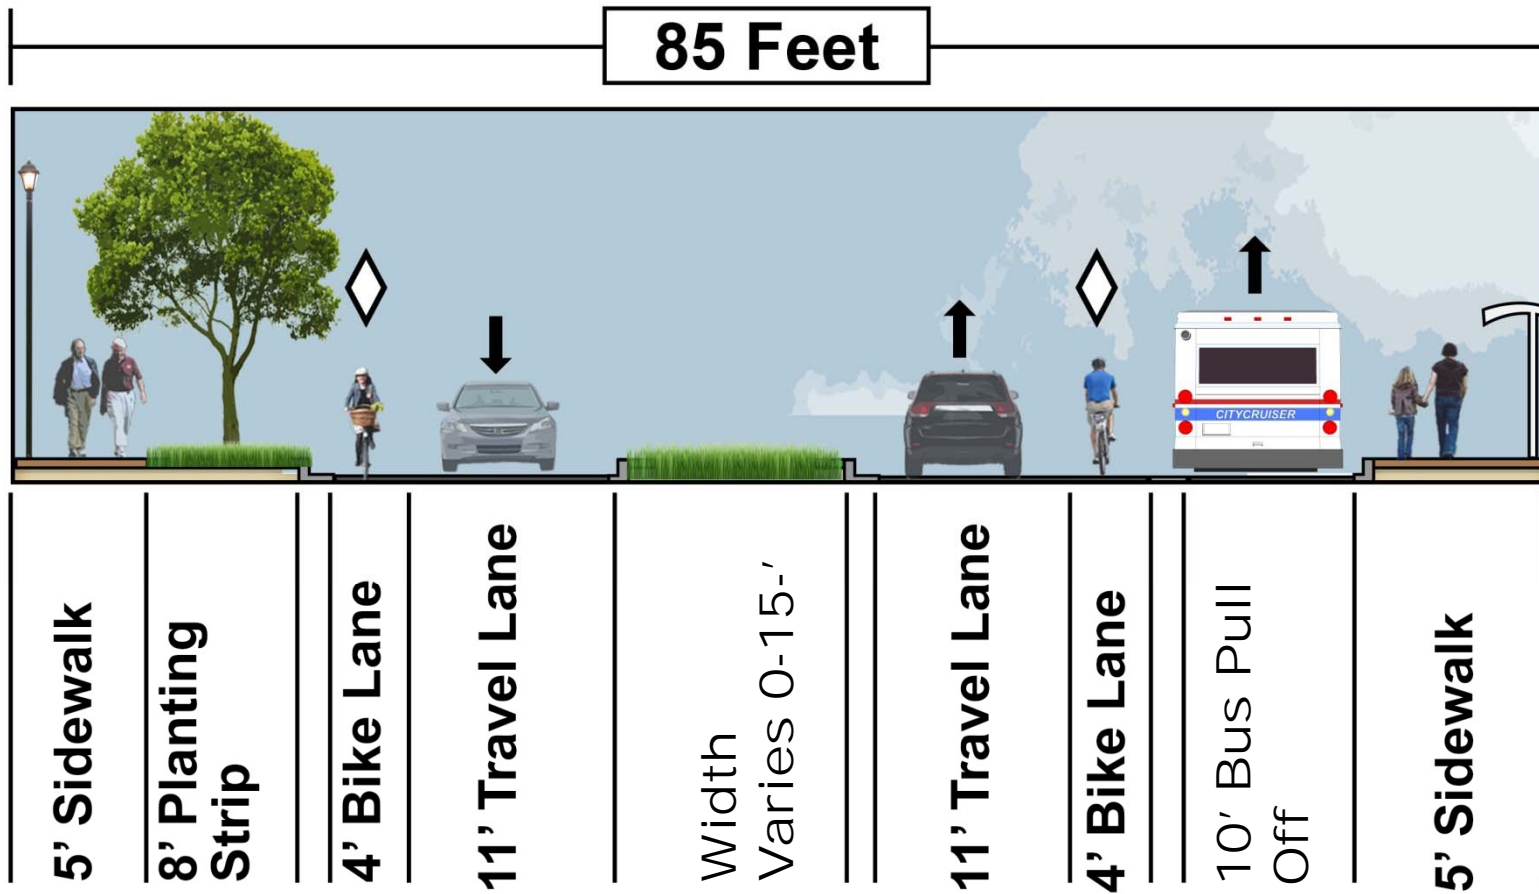 85 Feet
CITYCRUISER
5’ Sidewalk
8’ Planting
Strip
4’ Bike Lane
11’ Travel Lane
Width
Varies 0-15-’
11’ Travel Lane
4’ Bike Lane
10’ Bus Pull
Off
5’ Sidewalk